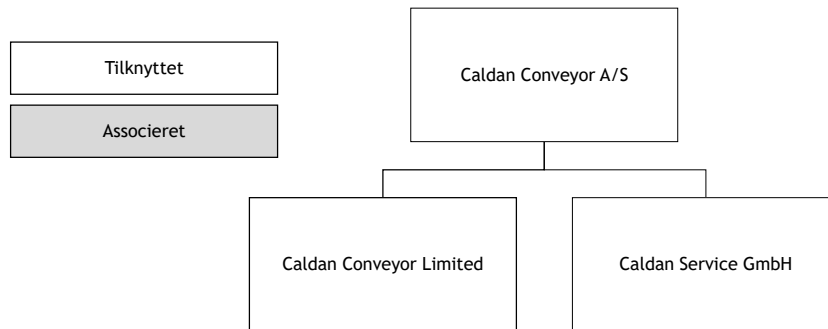 Tilknyttet
Associeret
Caldan Conveyor A/S
Caldan Conveyor Limited
Caldan Service GmbH